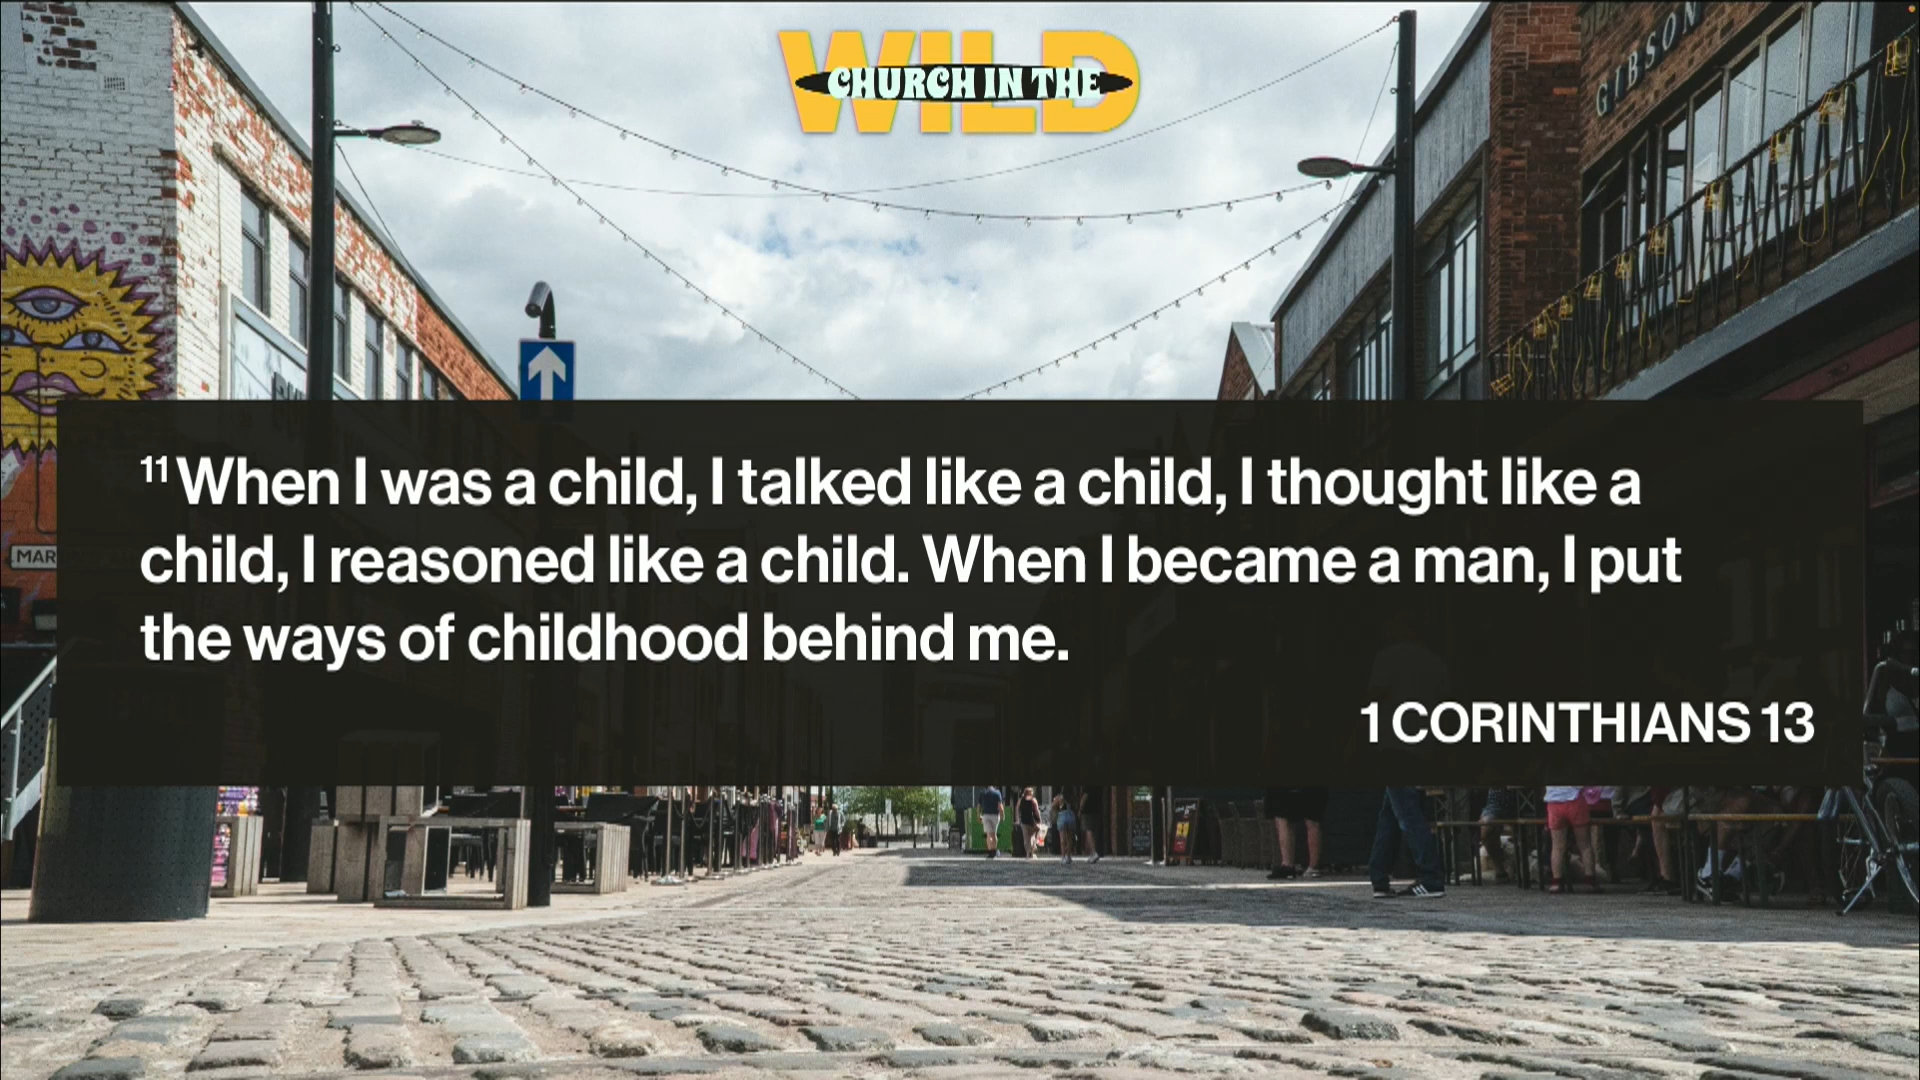 WILD
CHURCH IN THE
GIBSON
MAR
11 When I was a child, I talked like a child, I thought like a
child, I reasoned like a child. When I became a man, I put
the ways of childhood behind me.
1 CORINTHIANS 13